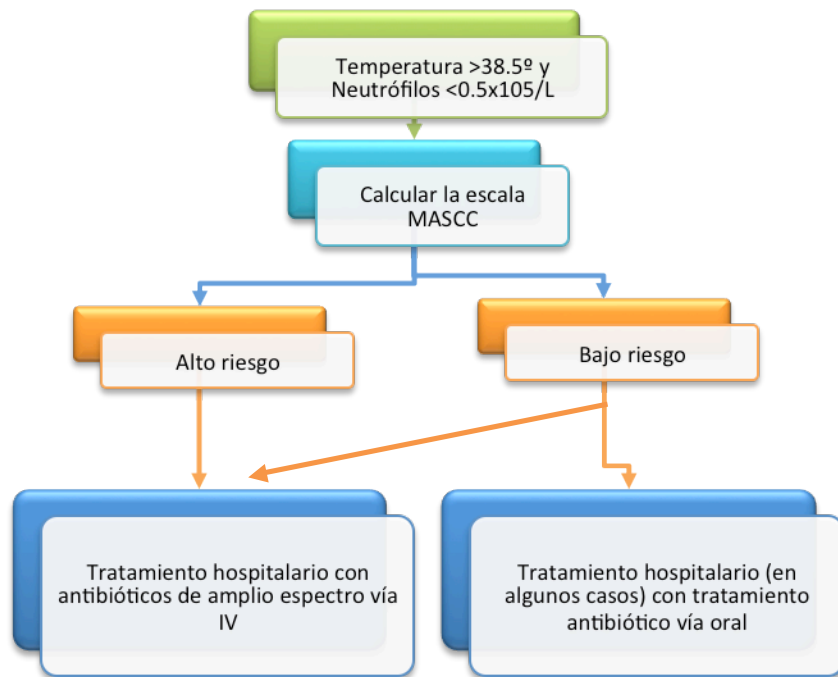 Temperatura >38.5º y
Neutrófilos <0.5x105/L
Calcular la escala
MASCC
Alto riesgo
Bajo riesgo
Tratamiento hospitalario con
antibióticos de amplio espectro vía
IV
Tratamiento hospitalario (en
algunos casos) con tratamiento
antibiótico vía oral